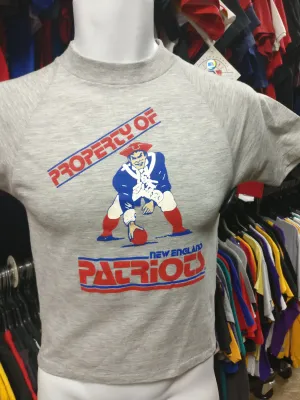 PROPERTY OF
NEW ENGLAND
PATRIOTS